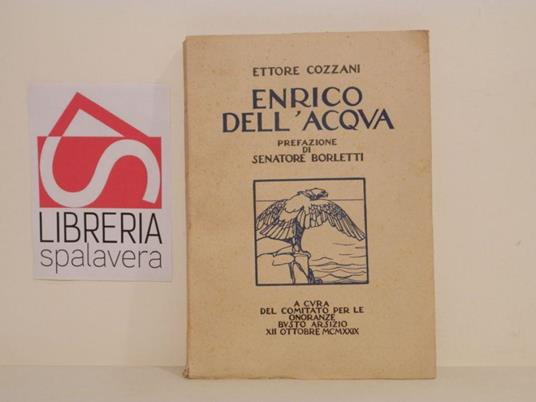 LIBRERIA
spalavera
ETTORE COZZANI
ENRICO
DELL'ACQVA
PREFAZIONE
DI
SENATORE BORLETTI
A CVRA
DEL COMITATO PER LE
ONORANZE
BVSTO ARSIZIO
XII OTTOBRE MCMXXIX